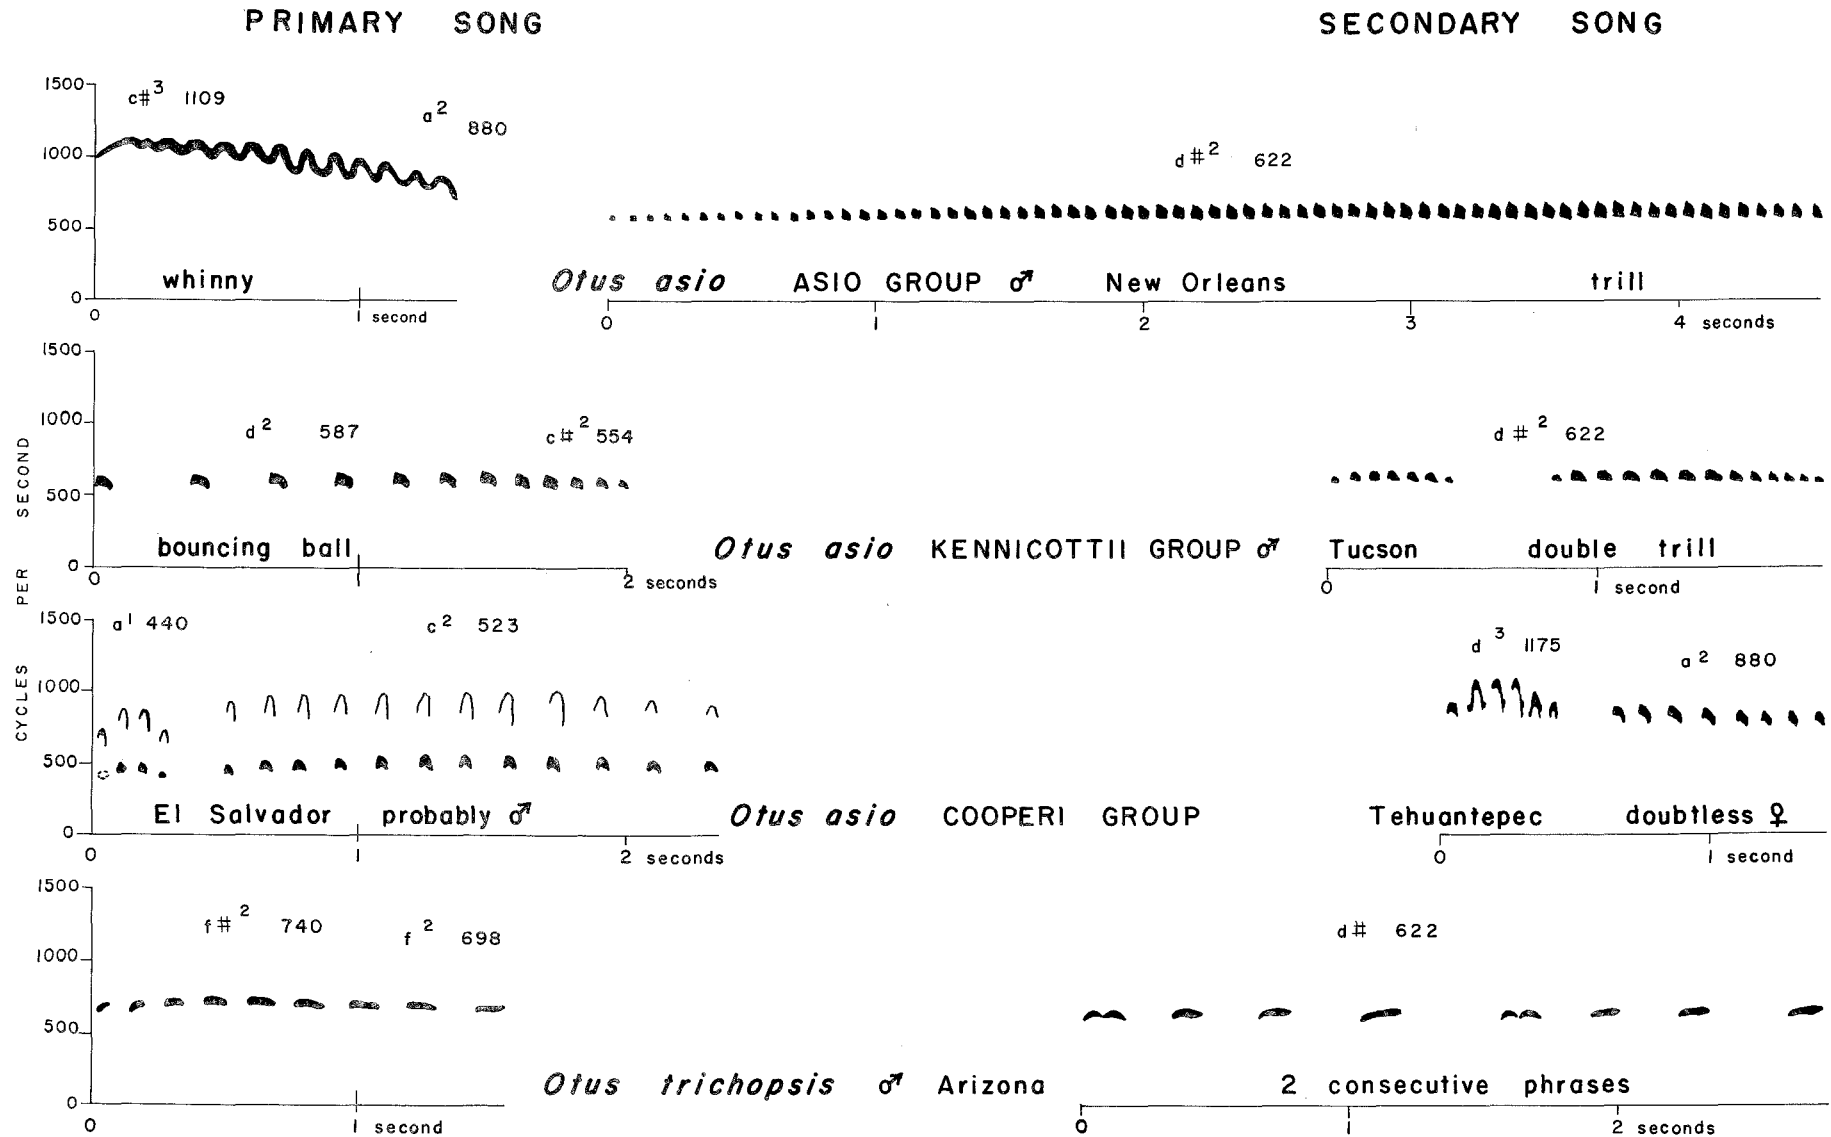 PRIMARY SONG
SECONDARY SONG
CYCLES PER SECOND
1500
1000
500
0
c#3 1109
a2 880
whinny
0
1 second
d#2 622
Otus asio ASIO GROUP ♂ New Orleans trill
0 1 2 3 4 seconds
1500
1000
500
0
d2 587
c#2 554
bouncing ball
0 2 seconds
d#2 622
Otus asio KENNICOTTII GROUP ♂ Tucson double trill
0 1 second
1500
1000
500
0
a1 440
c2 523
El Salvador probably ♂
0 1 2 seconds
Otus asio COOPERI GROUP
d3 1175
a2 880
Tehuantepec doubtless ♀
0 1 second
1500
1000
500
0
f#2 740
f2 698
0 1 second
Otus trichopsis ♂ Arizona
d# 622
2 consecutive phrases
0 1 2 seconds